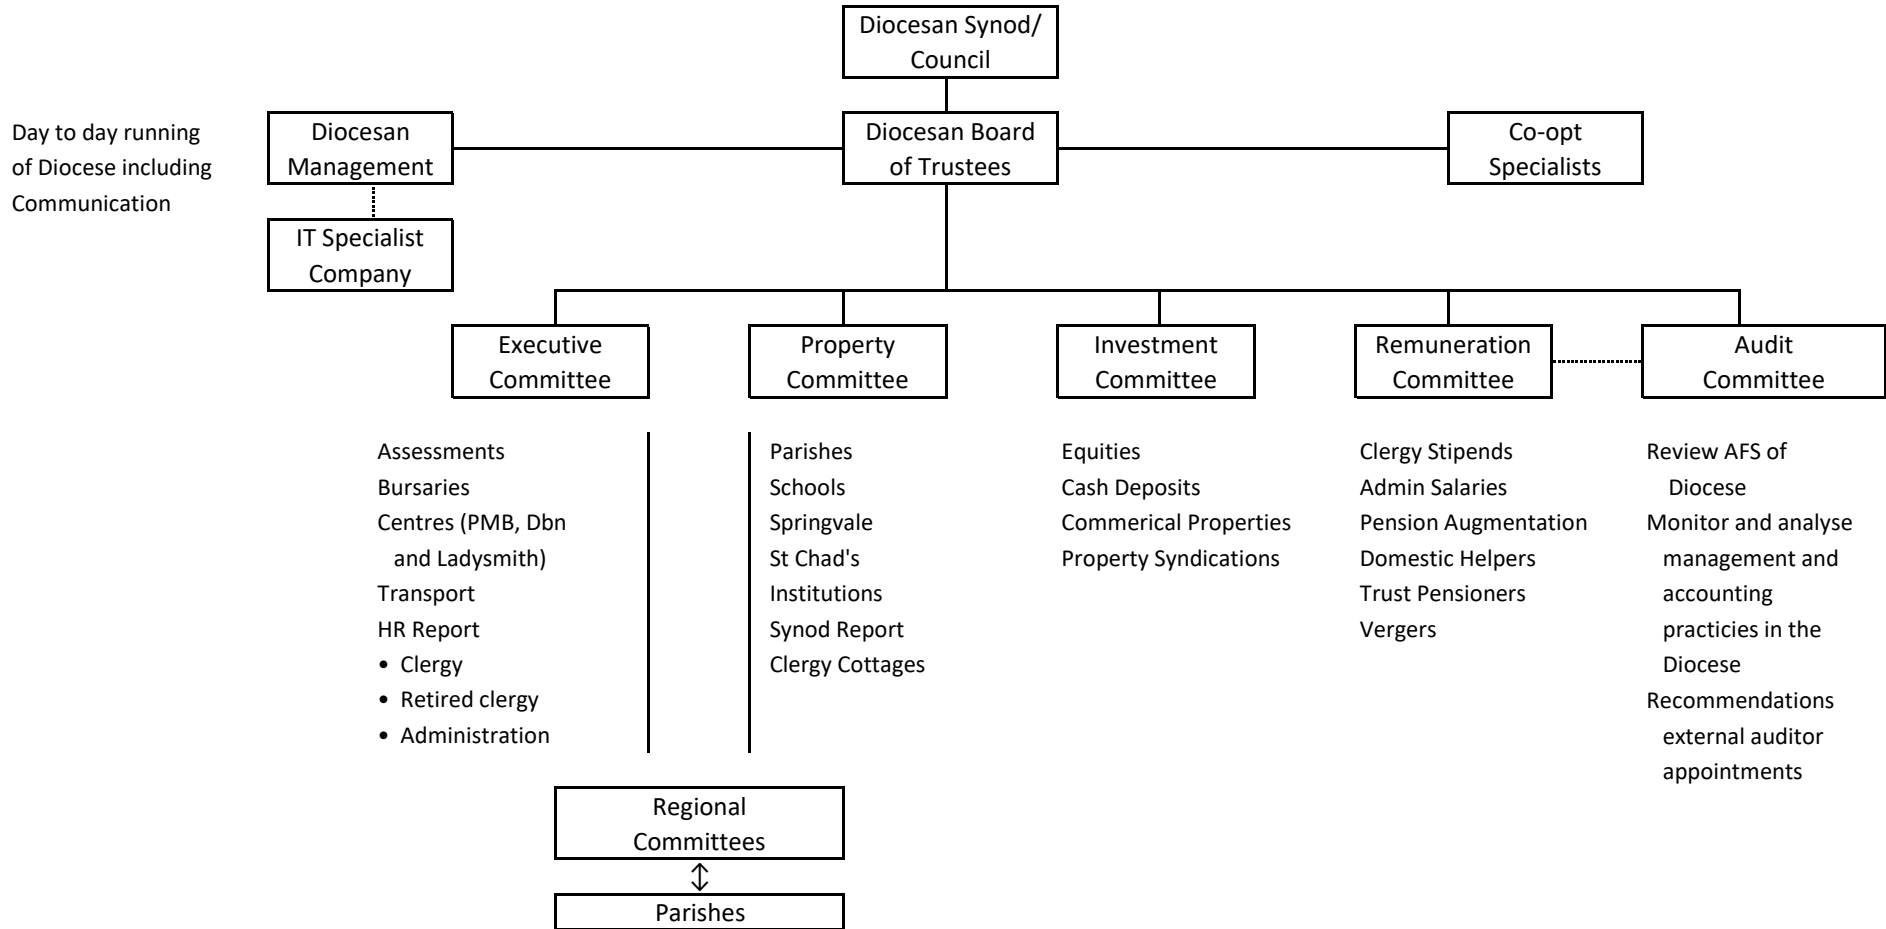 Diocesan Synod/
Council
Day to day running
of Diocese including
Communication
Diocesan
Management
Diocesan Board
of Trustees
Co-opt
Specialists
IT Specialist
Company
Executive
Committee
Property
Committee
Investment
Committee
Remuneration
Committee
Audit
Committee
Assessments
Bursaries
Centres (PMB, Dbn
and Ladysmith)
Transport
HR Report
• Clergy
• Retired clergy
• Administration
Parishes
Schools
Springvale
St Chad's
Institutions
Synod Report
Clergy Cottages
Equities
Cash Deposits
Commerical Properties
Property Syndications
Clergy Stipends
Admin Salaries
Pension Augmentation
Domestic Helpers
Trust Pensioners
Vergers
Review AFS of
Diocese
Monitor and analyse
management and
accounting
practicies in the
Diocese
Recommendations
external auditor
appointments
Regional
Committees
Parishes